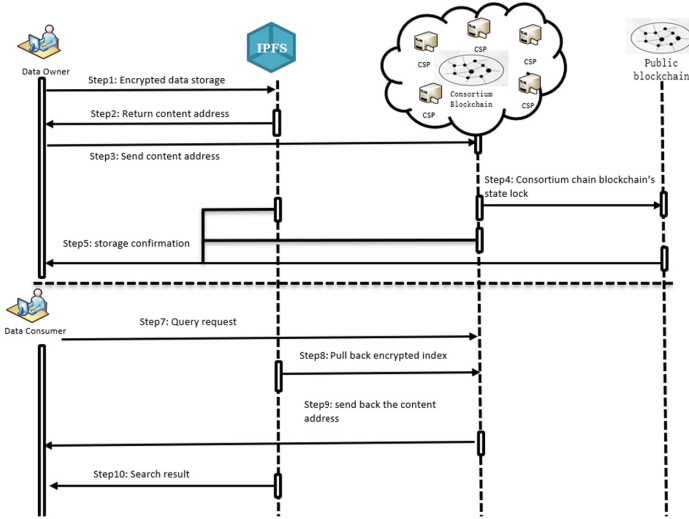 IPFS
CSP
CSP
CSP
Consortium
Blockchain
CSP
CSP
Public
blockchain
Data Owner
Step1: Encrypted data storage
Step2: Return content address
Step3: Send content address
Step4: Consortium chain blockchain's
state lock
Step5: storage confirmation
Data Consumer
Step7: Query request
Step8: Pull back encrypted index
Step9: send back the content
address
Step10: Search result